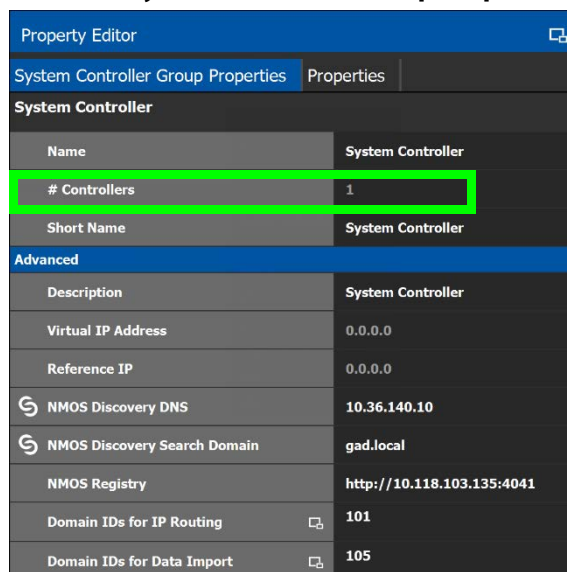 Property Editor
System Controller Group Properties Properties
System Controller
Name System Controller
# Controllers 1
Short Name System Controller
Advanced
Description System Controller
Virtual IP Address 0.0.0.0
Reference IP 0.0.0.0
NMOS Discovery DNS 10.36.140.10
NMOS Discovery Search Domain gad.local
NMOS Registry http://10.118.103.135:4041
Domain IDs for IP Routing 101
Domain IDs for Data Import 105